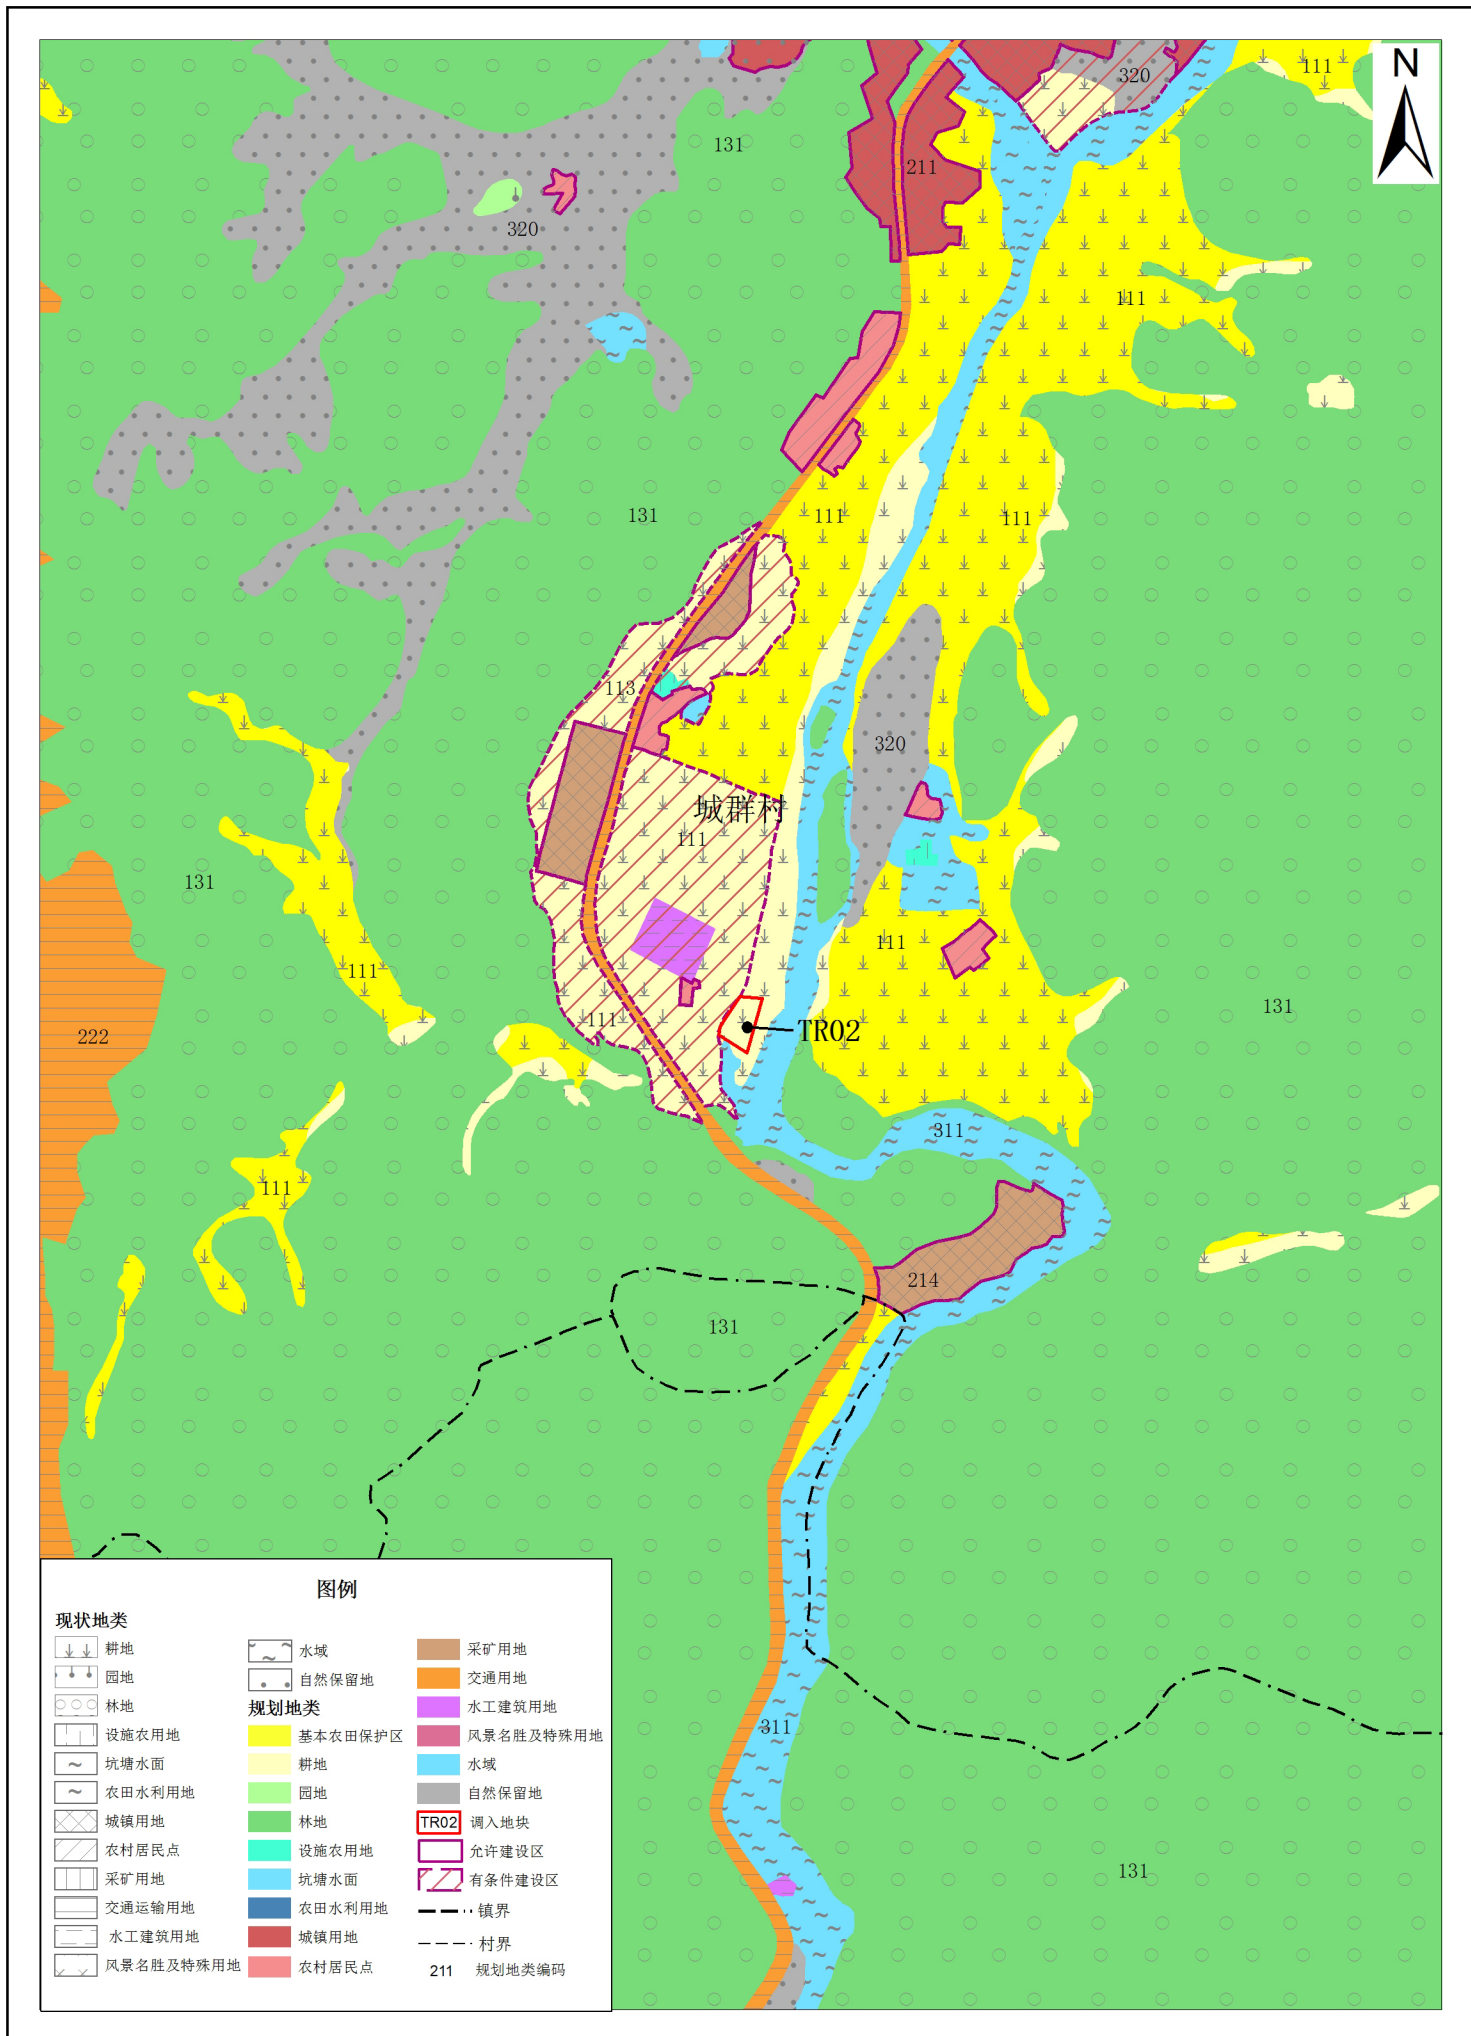 N
111
320
131
211
320
111
131
111
111
113
320
城群村
111
131
111
111
131
222
111
TR02
311
111
214
131
311
131
图例
现状地类
耕地
园地
林地
设施农用地
坑塘水面
农田水利用地
城镇用地
农村居民点
采矿用地
交通运输用地
水工建筑用地
风景名胜及特殊用地
水域
自然保留地
规划地类
基本农田保护区
耕地
园地
林地
设施农用地
坑塘水面
农田水利用地
城镇用地
农村居民点
采矿用地
交通用地
水工建筑用地
风景名胜及特殊用地
水域
自然保留地
TR02 调入地块
允许建设区
有条件建设区
镇界
村界
211 规划地类编码